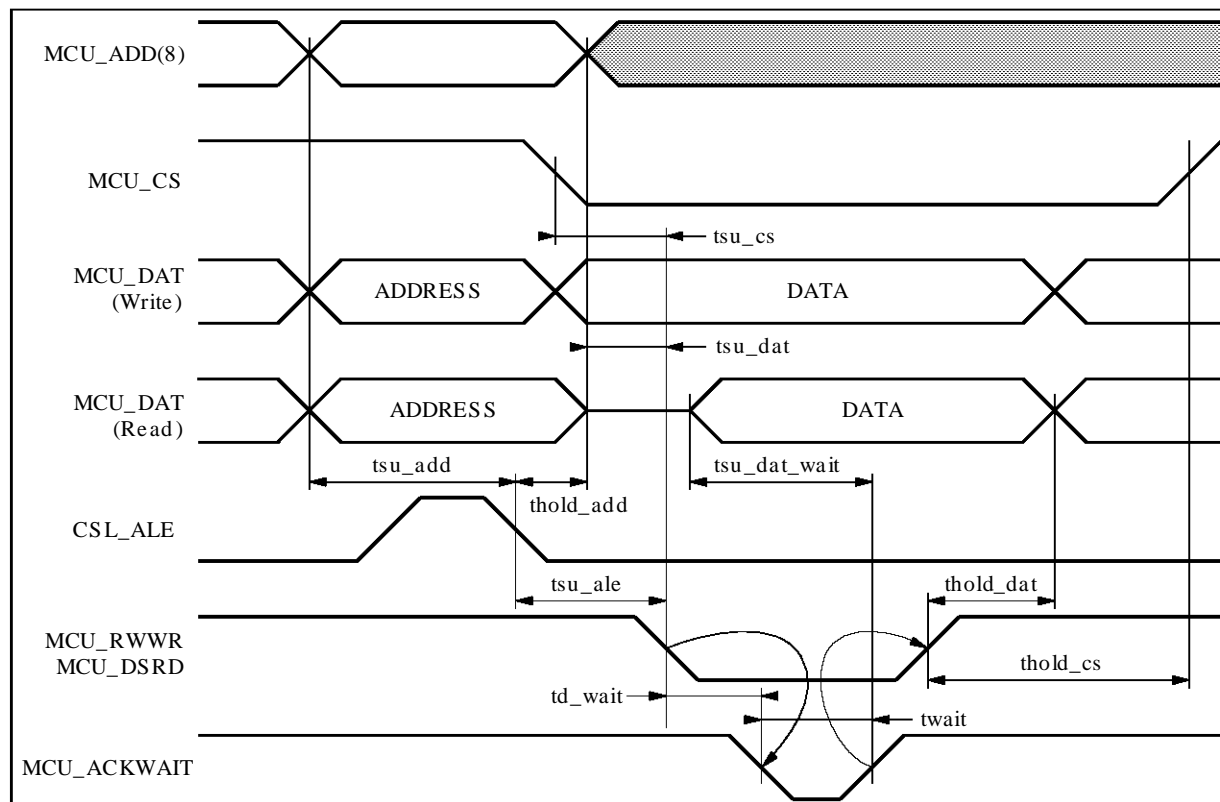 MCU_ADD(8)
MCU_CS
tsu_cs
MCU_DAT
(Write)
ADDRESS
DATA
tsu_dat
MCU_DAT
(Read)
ADDRESS
DATA
tsu_add
thold_add
tsu_dat_wait
CSL_ALE
tsu_ale
thold_dat
MCU_RWWR
MCU_DSRD
thold_cs
td_wait
twait
MCU_ACKWAIT